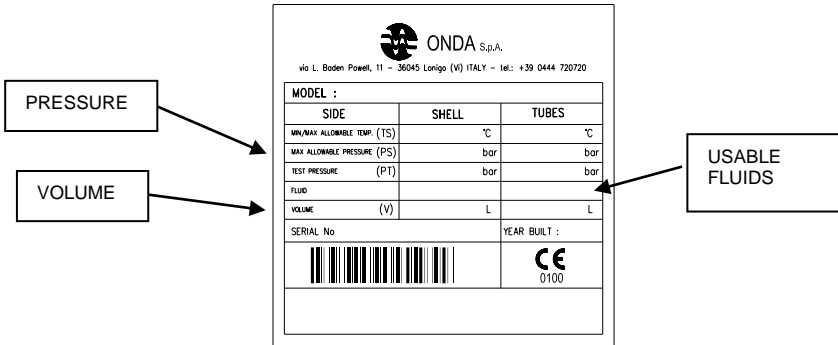 ONDA S.p.A.
via L. Baden Powell, 11 – 36045 Lonigo (VI) ITALY – tel.: +39 0444 720720
MODEL :
SIDE SHELL TUBES
MIN/MAX ALLOWABLE TEMP. (TS) °C °C
MAX ALLOWABLE PRESSURE (PS) bar bar
TEST PRESSURE (PT) bar bar
FLUID
VOLUME (V) L L
SERIAL No YEAR BUILT :
CE
0100
PRESSURE
VOLUME
USABLE
FLUIDS